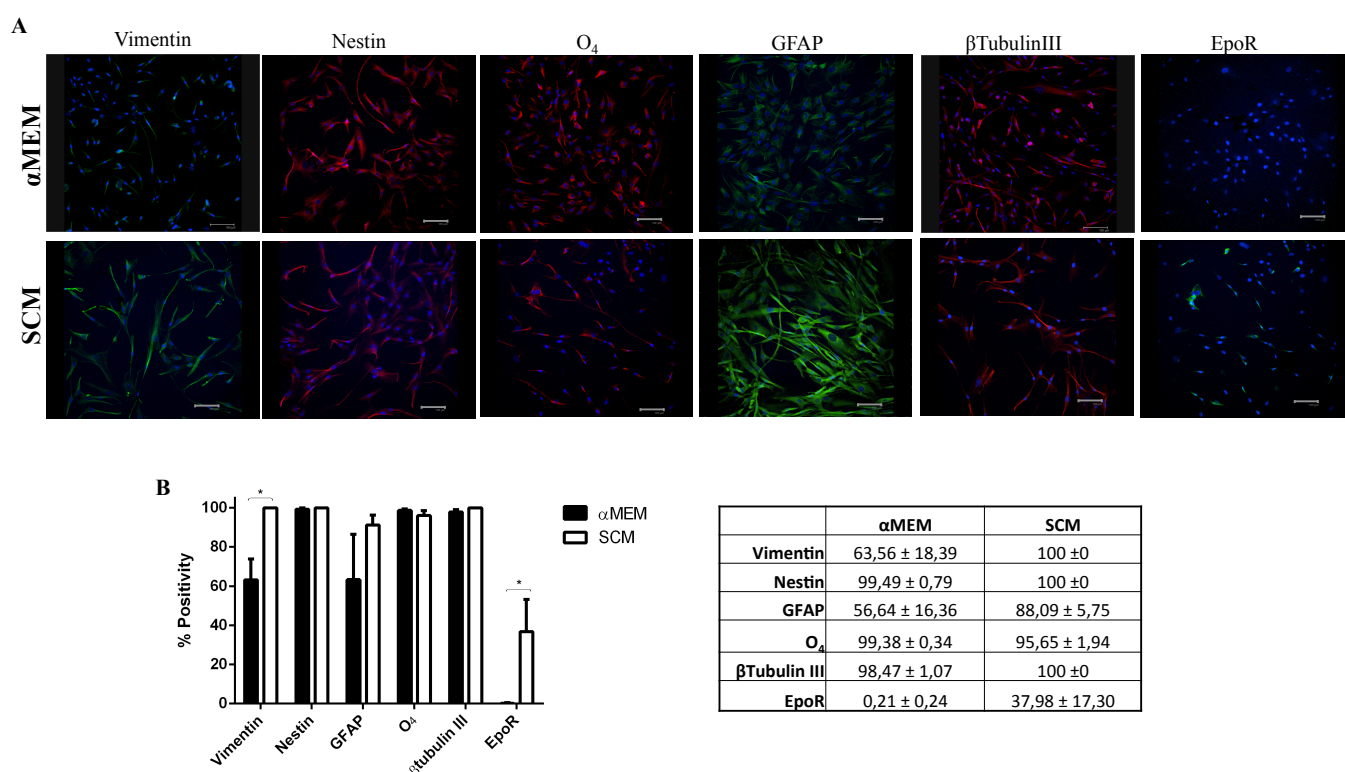 A
Vimentin
Nestin
O4
GFAP
βTubulinIII
EpoR
αMEM
SCM
B
% Positivity
100
80
60
40
20
0
*
*
αMEM
SCM
Vimentin
Nestin
GFAP
O4
βtubulin III
EpoR
αMEM SCM
Vimentin 63,56 ± 18,39 100 ±0
Nestin 99,49 ± 0,79 100 ±0
GFAP 56,64 ± 16,36 88,09 ± 5,75
O4 99,38 ± 0,34 95,65 ± 1,94
βTubulin III 98,47 ± 1,07 100 ±0
EpoR 0,21 ± 0,24 37,98 ± 17,30